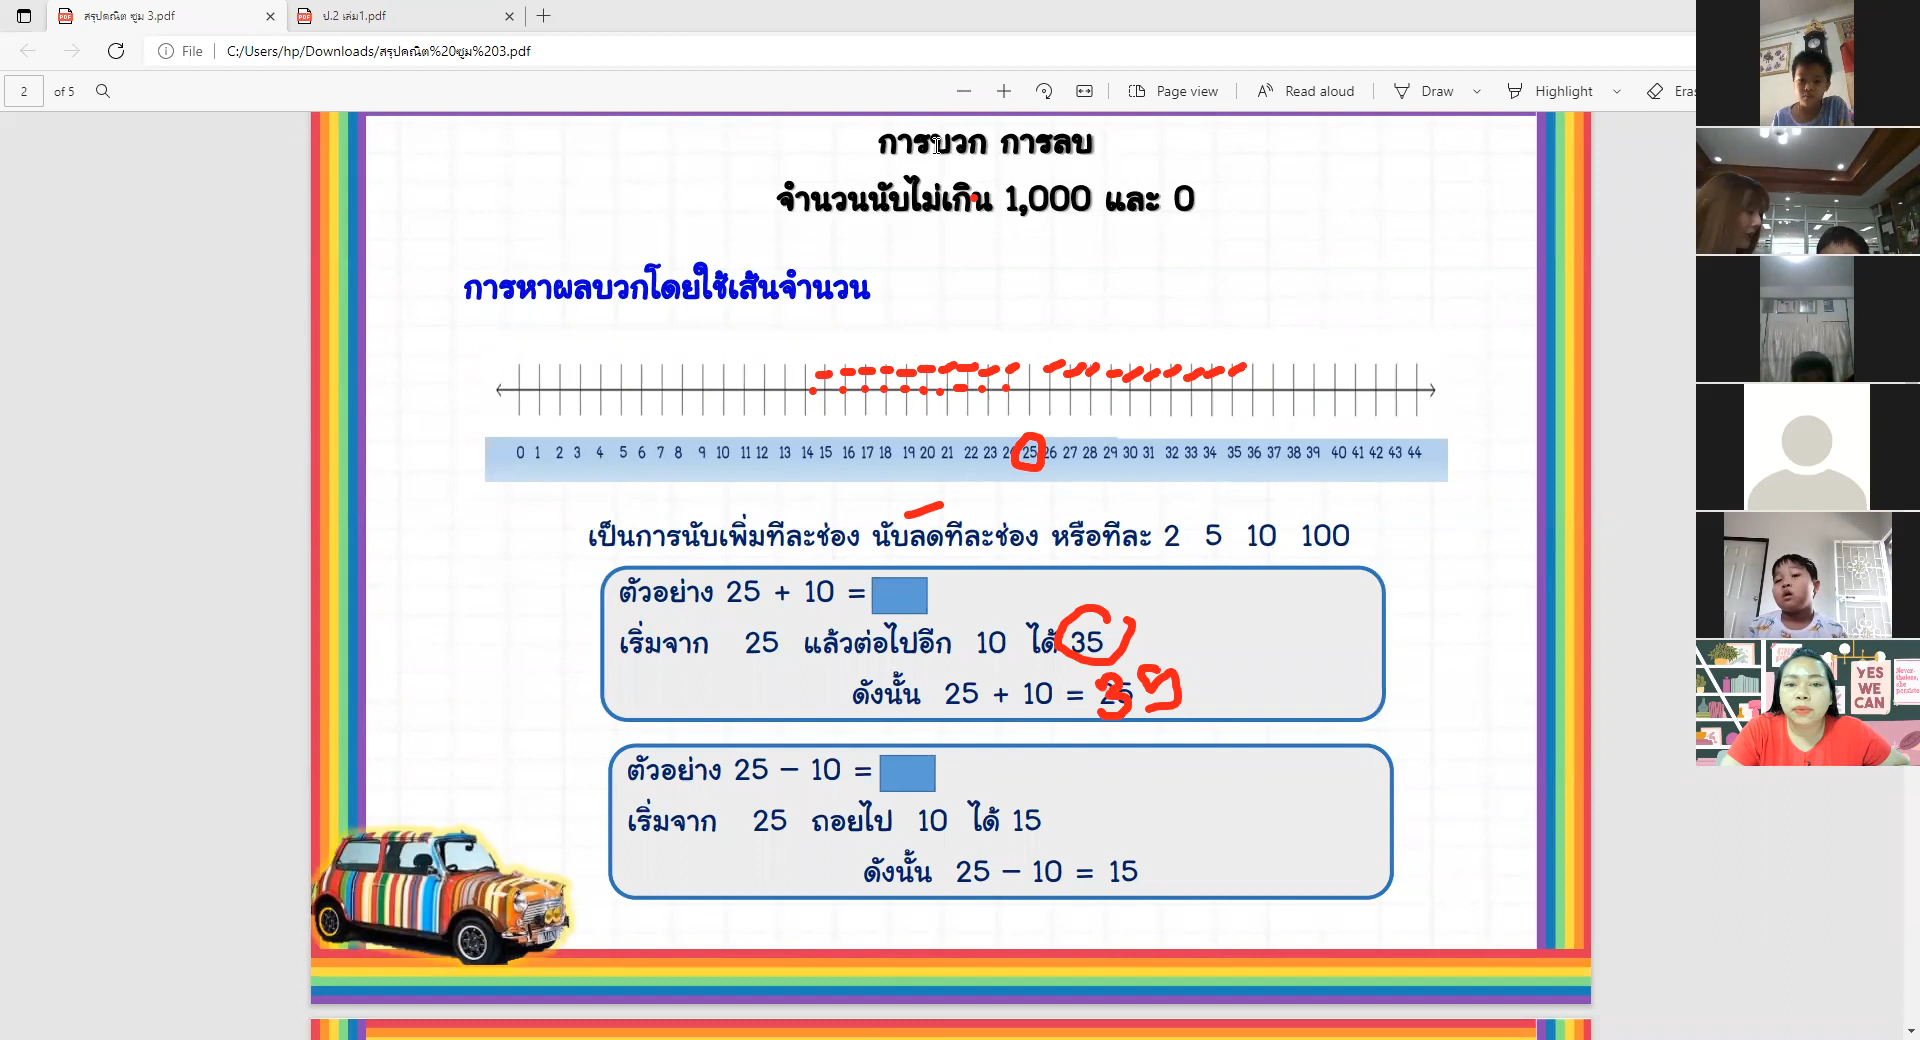 สรุปคณิต ซูม 3.pdf
ป.2 เล่ม1.pdf
File C:/Users/hp/Downloads/สรุปคณิต%20ซูม%203.pdf
2 of 5 Page view Read aloud Draw Highlight Eras
การบวก การลบ
จำนวนนับไม่เกิน 1,000 และ 0
การหาผลบวกโดยใช้เส้นจำนวน
0 1 2 3 4 5 6 7 8 9 10 11 12 13 14 15 16 17 18 19 20 21 22 23 24 25 26 27 28 29 30 31 32 33 34 35 36 37 38 39 40 41 42 43 44
เป็นการนับเพิ่มทีละช่อง นับลดทีละช่อง หรือทีละ 2 5 10 100
ตัวอย่าง 25 + 10 =
เริ่มจาก 25 แล้วต่อไปอีก 10 ได้ 35
ดังนั้น 25 + 10 = 35
ตัวอย่าง 25 − 10 =
เริ่มจาก 25 ถอยไป 10 ได้ 15
ดังนั้น 25 − 10 = 15
MINI
YES
WE
CAN